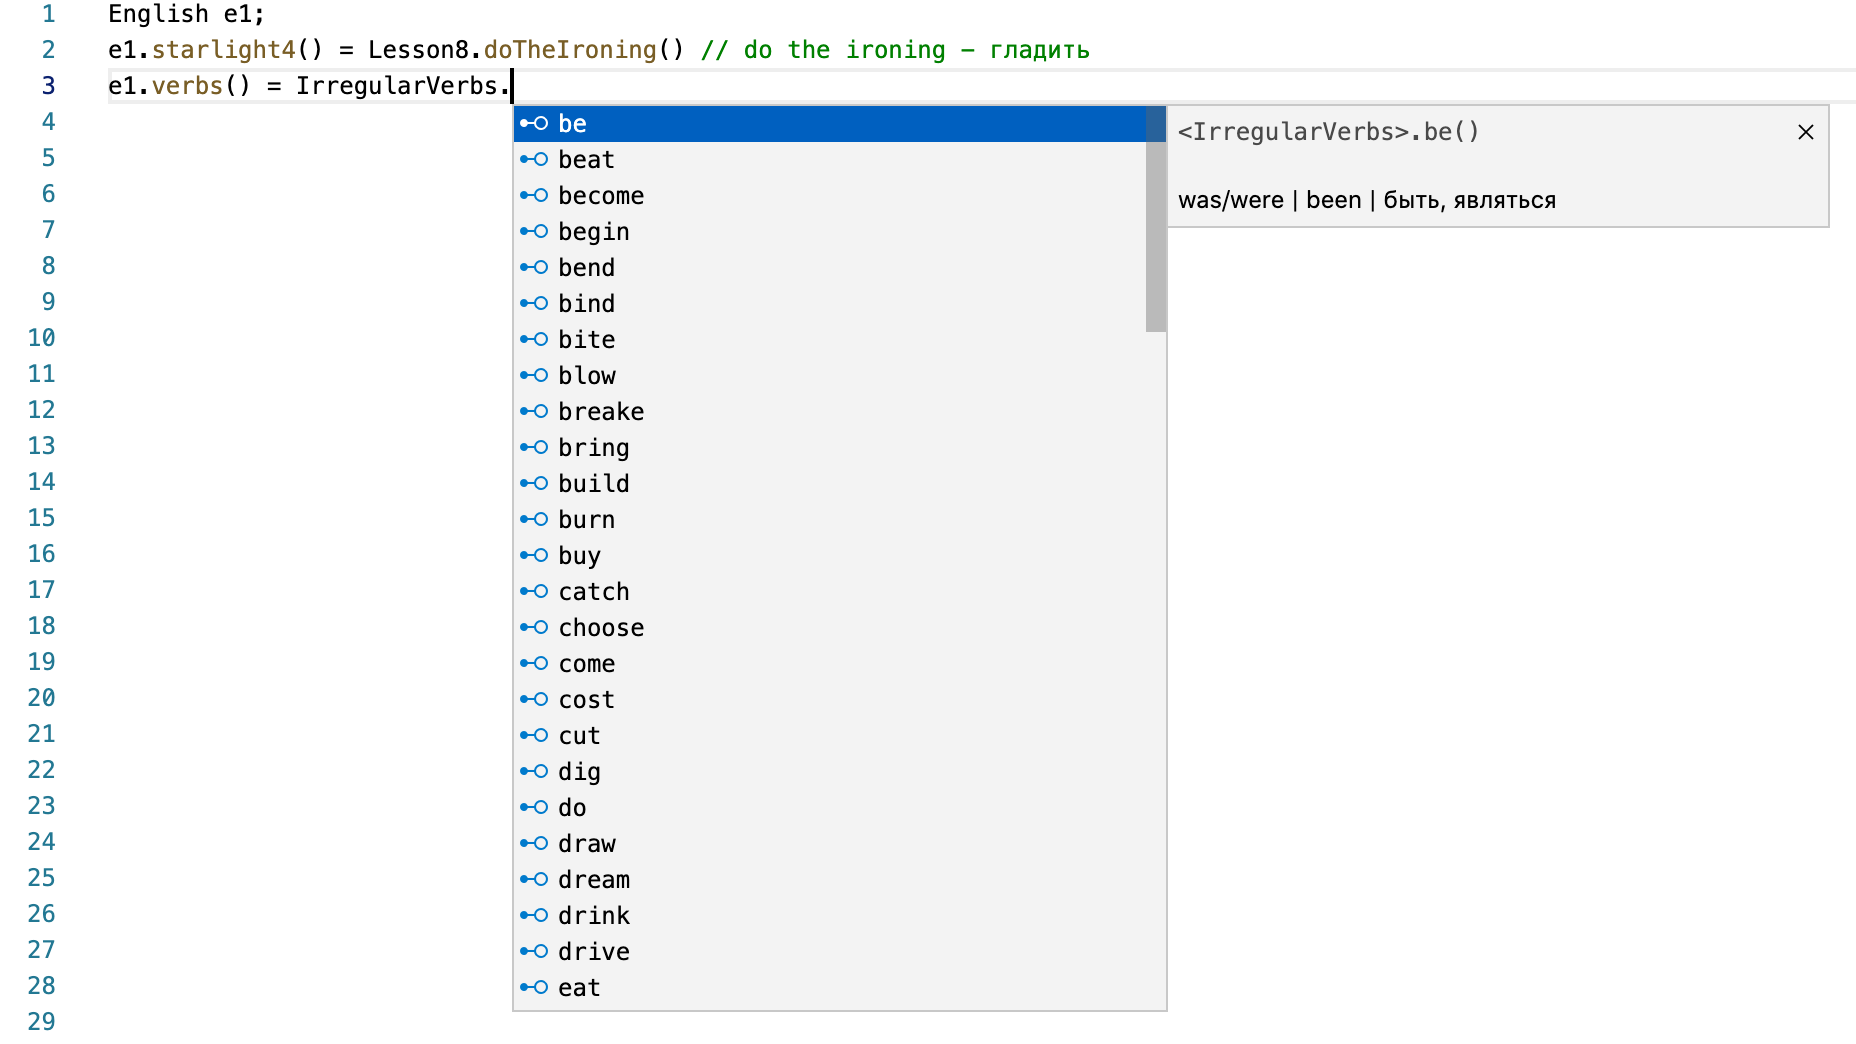 1 English e1;
2 e1.starlight4() = Lesson8.doTheIroning() // do the ironing – гладить
3 e1.verbs() = IrregularVerbs.
4 be <IrregularVerbs>.be()
5 beat
6 become was/were | been | быть, являться
7 begin
8 bend
9 bind
10 bite
11 blow
12 breake
13 bring
14 build
15 burn
16 buy
17 catch
18 choose
19 come
20 cost
21 cut
22 dig
23 do
24 draw
25 dream
26 drink
27 drive
28 eat
29